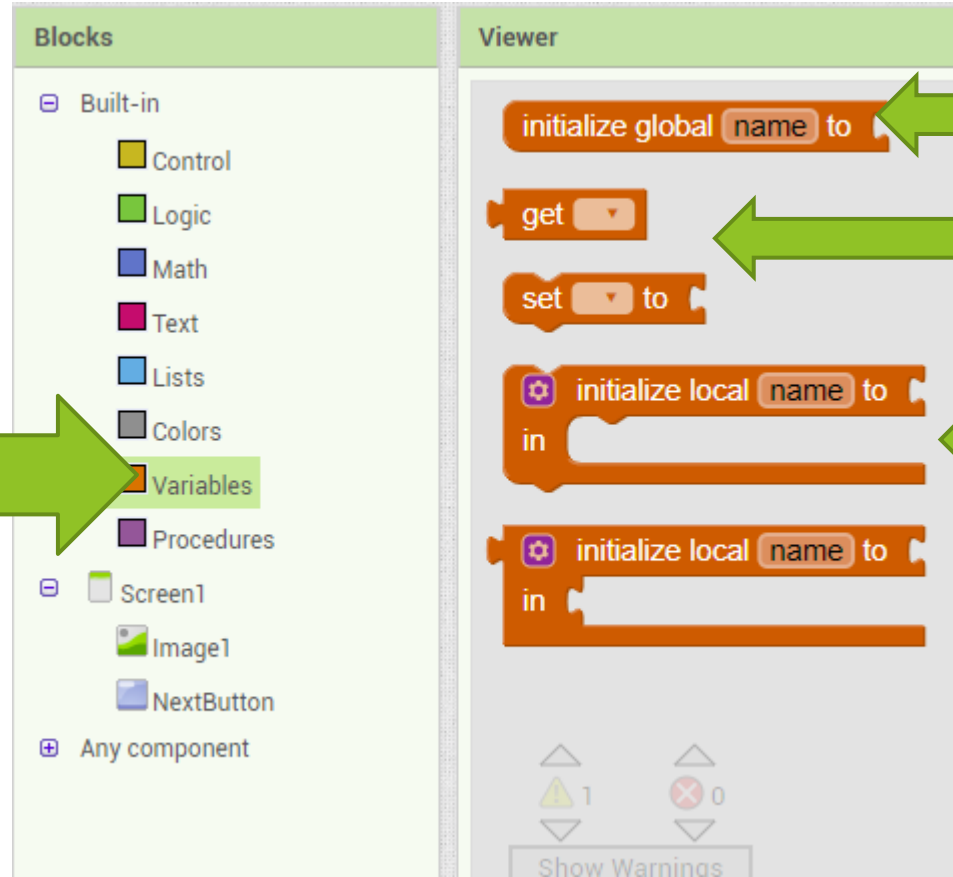 Blocks
Built-in
Control
Logic
Math
Text
Lists
Colors
Variables
Procedures
Screen1
Image1
NextButton
Any component
Viewer
initialize global name to
get
set to
initialize local name to
in
initialize local name to
in
1 0
Show Warnings